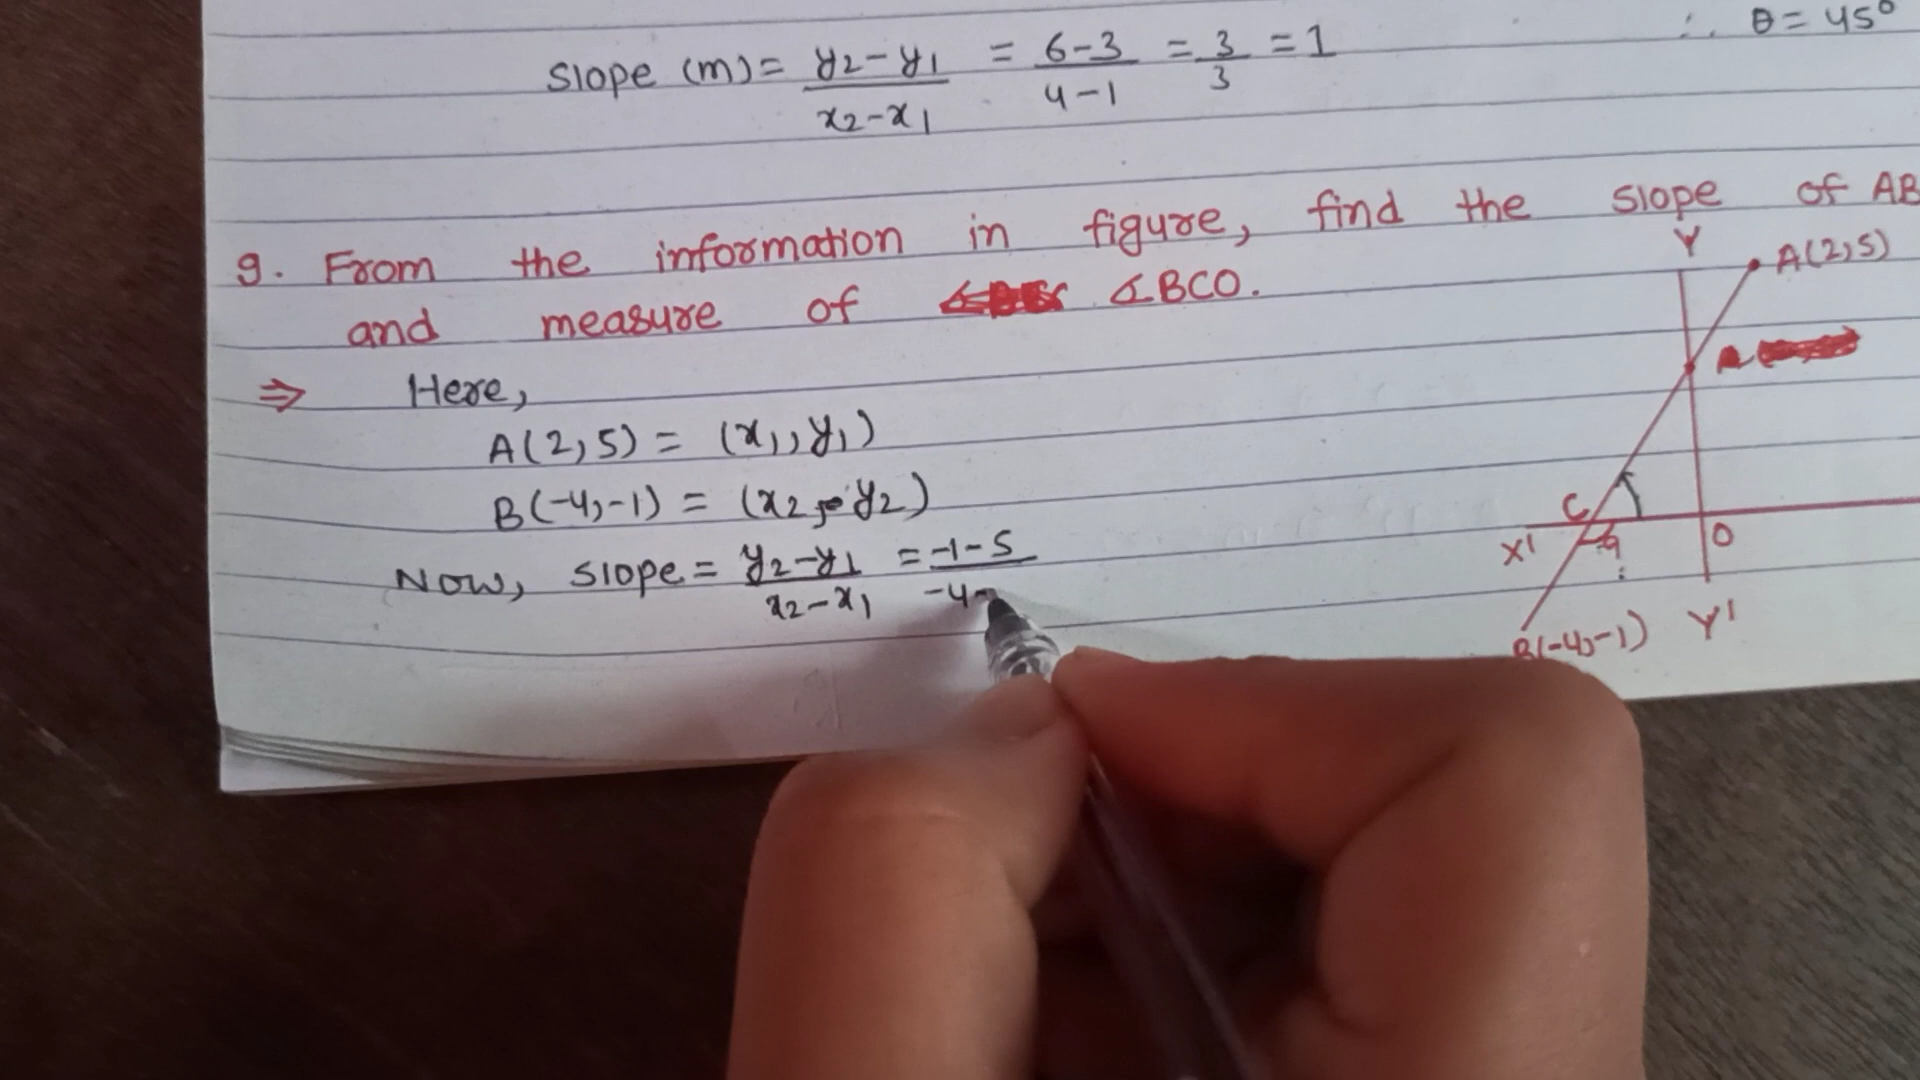 ∴ θ = 45°
Slope (m) = y2-y1 / x2-x1 = 6-3 / 4-1 = 3/3 = 1
9. From the information in figure, find the slope of AB
and measure of ∡BCO.
⇒ Here,
A(2,5) = (x1, y1)
B(-4,-1) = (x2, y2)
Now, slope = y2-y1 / x2-x1 = -1-5 / -4-
Y
A(2,5)
C
X'
O
B(-4,-1)
Y'